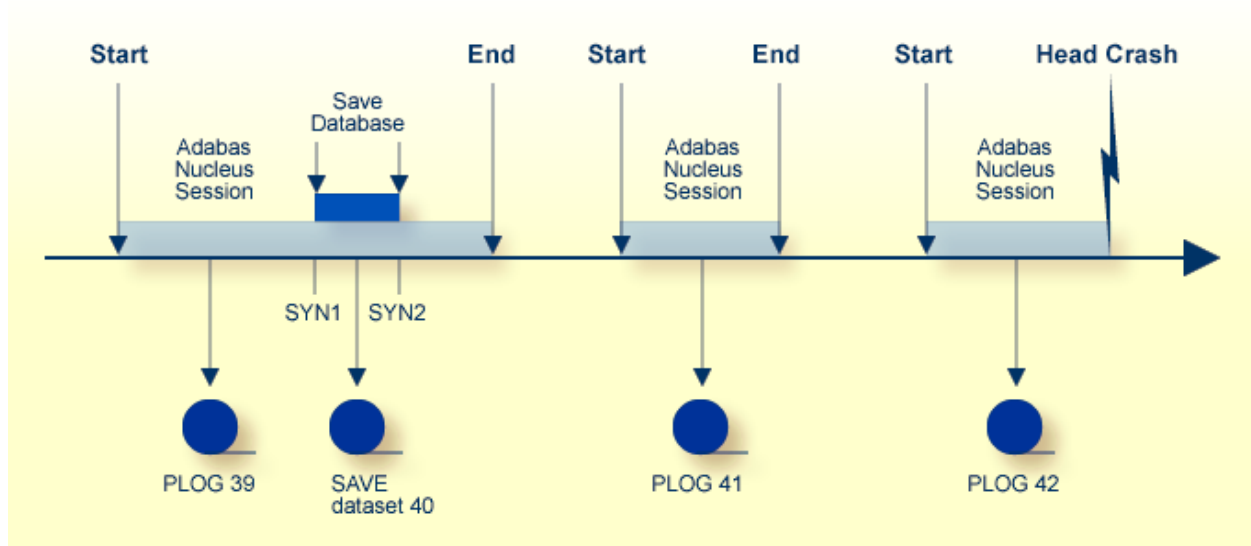 Start
End
Start
End
Start
Head Crash
Save
Database
Adabas
Nucleus
Session
Adabas
Nucleus
Session
Adabas
Nucleus
Session
SYN1
SYN2
PLOG 39
SAVE
dataset 40
PLOG 41
PLOG 42